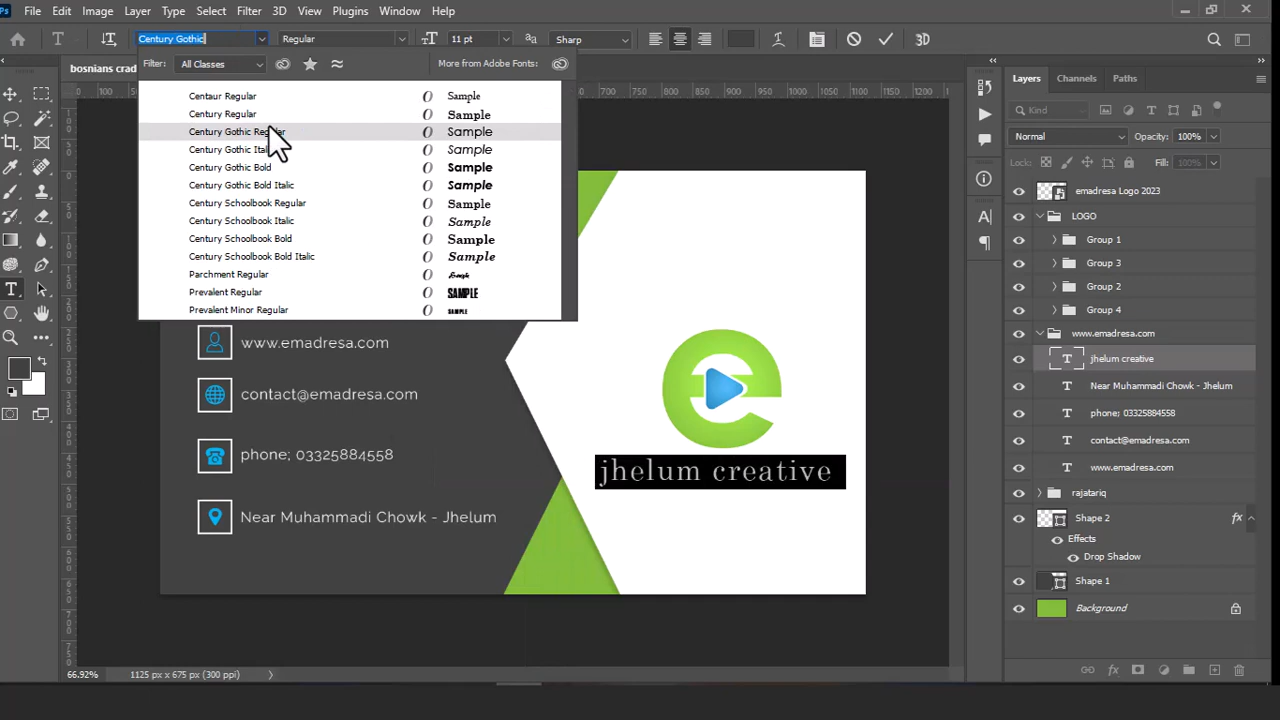 Ps File Edit Image Layer Type Select Filter 3D View Plugins Window Help
T Century Gothic Regular 11 pt Sharp 3D
Filter: All Classes More from Adobe Fonts:
bosnians crad
Centaur Regular Sample
Century Regular Sample
Century Gothic Regular Sample
Century Gothic Sample
Century Gothic Bold Sample
Century Gothic Bold Italic Sample
Century Schoolbook Regular Sample
Century Schoolbook Italic Sample
Century Schoolbook Bold Sample
Century Schoolbook Bold Italic Sample
Parchment Regular
Prevalent Regular SAMPLE
Prevalent Minor Regular SAMPLE
www.emadresa.com
contact@emadresa.com
phone; 03325884558
Near Muhammadi Chowk - Jhelum
e
jhelum creative
66.92% 1125 px x 675 px (300 ppi)
Layers Channels Paths
Kind
Normal Opacity: 100%
Lock: Fill: 100%
emadresa Logo 2023
LOGO
Group 1
Group 3
Group 2
Group 4
www.emadresa.com
T jhelum creative
T Near Muhammadi Chowk - Jhelum
T phone; 03325884558
T contact@emadresa.com
T www.emadresa.com
rajatariq
Shape 2 fx
Effects
Drop Shadow
Shape 1
Background